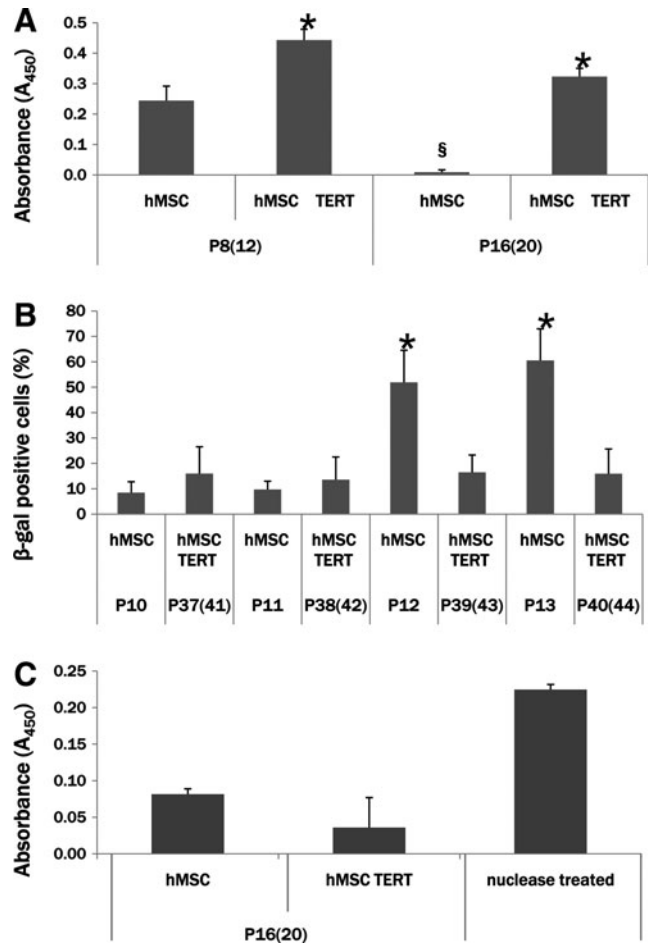 A
Absorbance (A450)
0.5
0.4
0.3
0.2
0.1
0.0
*
§
*
hMSC
hMSC TERT
hMSC
hMSC TERT
P8(12)
P16(20)
B
β-gal positive cells (%)
80
70
60
50
40
30
20
10
0
*
*
hMSC
hMSC TERT
hMSC
hMSC TERT
hMSC
hMSC TERT
hMSC
hMSC TERT
P10
P37(41)
P11
P38(42)
P12
P39(43)
P13
P40(44)
C
Absorbance (A450)
0.25
0.20
0.15
0.10
0.05
0.00
hMSC
hMSC TERT
nuclease treated
P16(20)